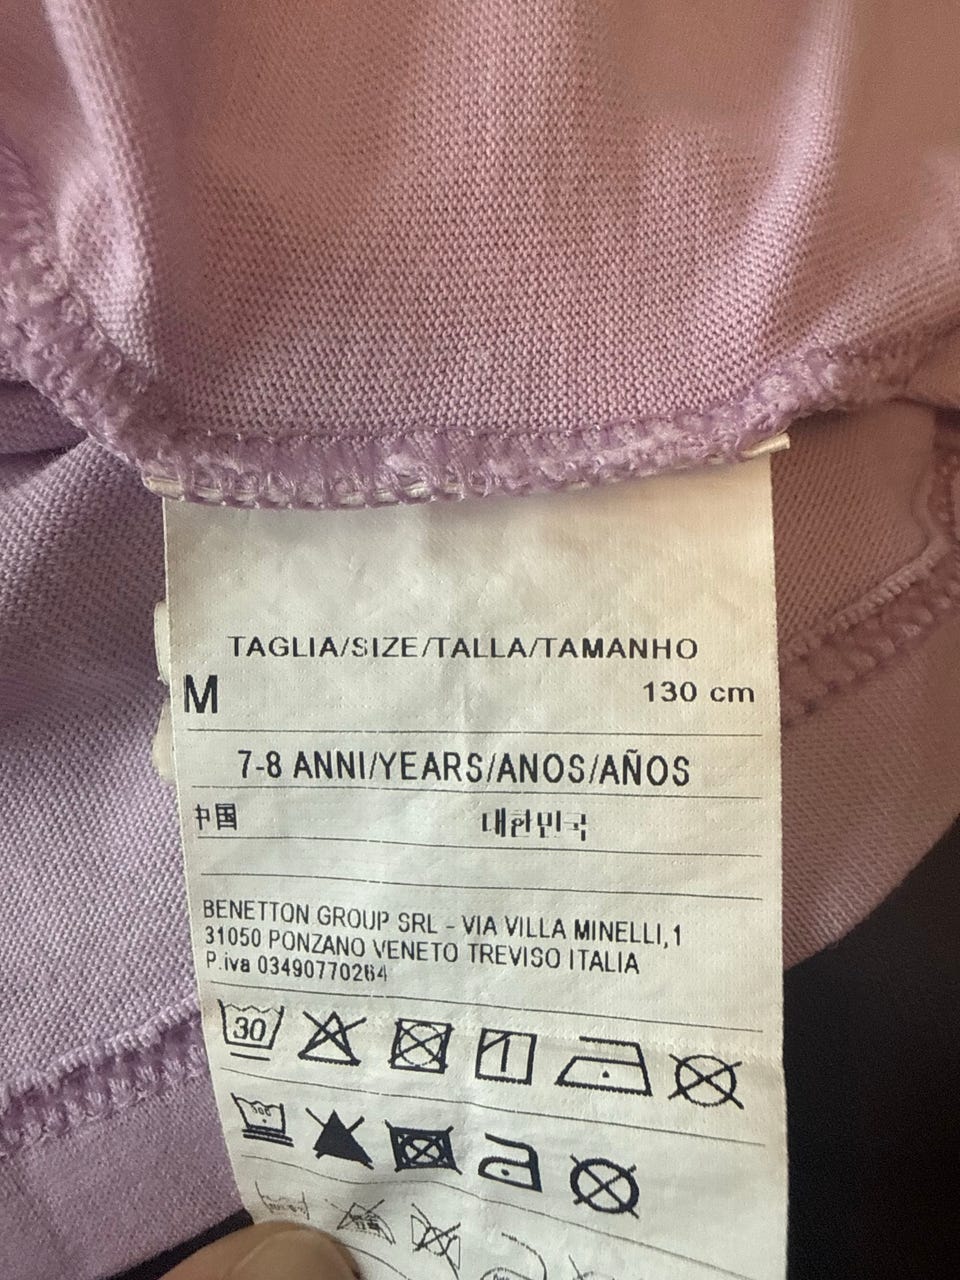 TAGLIA/SIZE/TALLA/TAMANHO
M 130 cm
7-8 ANNI/YEARS/ANOS/AÑOS
中国 대한민국
BENETTON GROUP SRL - VIA VILLA MINELLI,1
31050 PONZANO VENETO TREVISO ITALIA
P.iva 03490770264
30